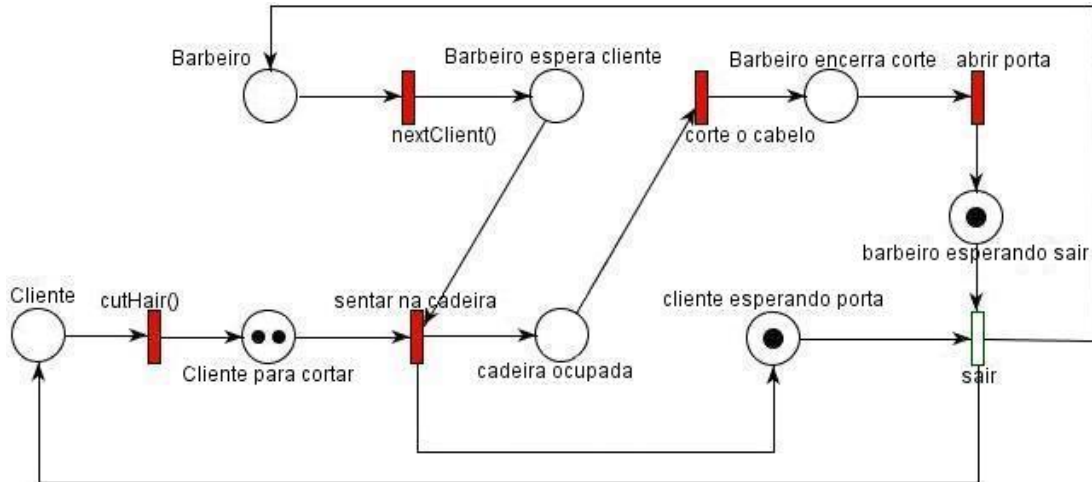 Barbeiro
Barbeiro espera cliente
Barbeiro encerra corte
abrir porta
nextClient()
corte o cabelo
barbeiro esperando sair
Cliente
cutHair()
sentar na cadeira
cliente esperando porta
Cliente para cortar
cadeira ocupada
sair